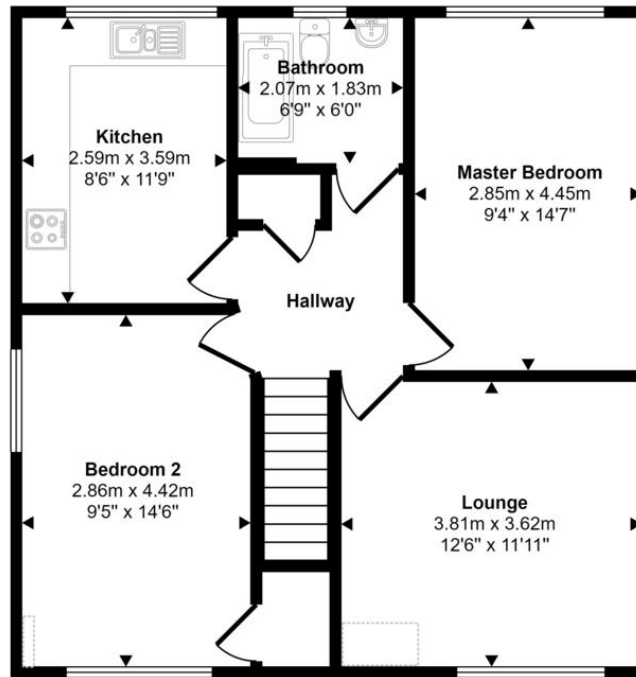 Kitchen
2.59m x 3.59m
8'6" x 11'9"
Bathroom
2.07m x 1.83m
6'9" x 6'0"
Master Bedroom
2.85m x 4.45m
9'4" x 14'7"
Hallway
Bedroom 2
2.86m x 4.42m
9'5" x 14'6"
Lounge
3.81m x 3.62m
12'6" x 11'11"